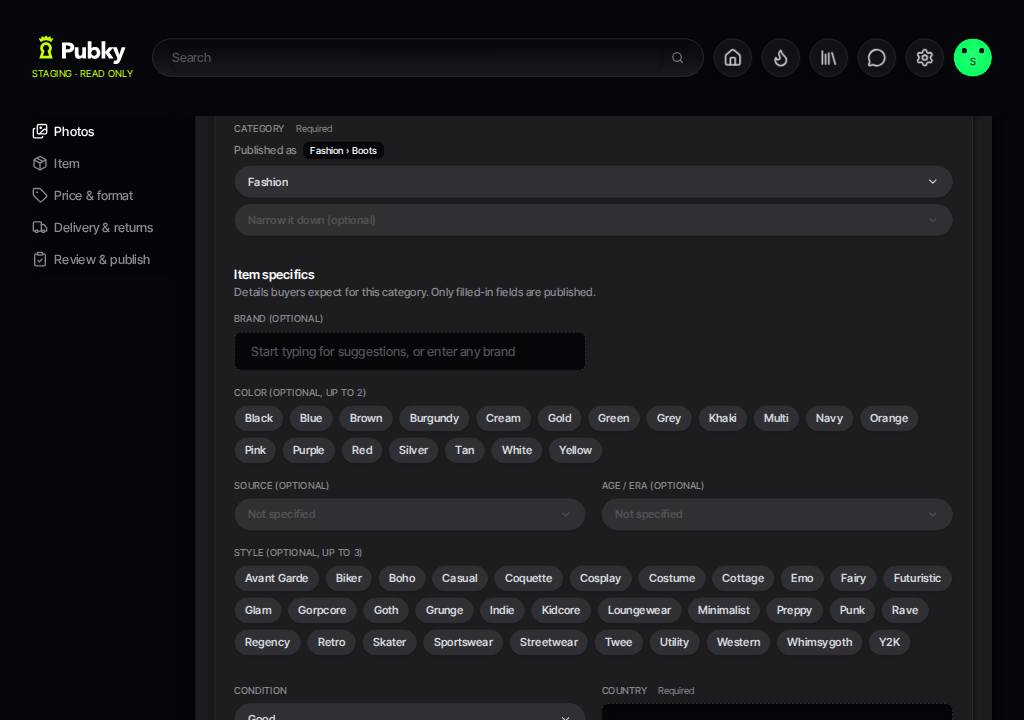 Pubky
STAGING · READ ONLY
Search
S
Photos
Item
Price & format
Delivery & returns
Review & publish
CATEGORY Required
Published as Fashion › Boots
Fashion
Narrow it down (optional)
Item specifics
Details buyers expect for this category. Only filled-in fields are published.
BRAND (OPTIONAL)
Start typing for suggestions, or enter any brand
COLOR (OPTIONAL, UP TO 2)
Black Blue Brown Burgundy Cream Gold Green Grey Khaki Multi Navy Orange
Pink Purple Red Silver Tan White Yellow
SOURCE (OPTIONAL) AGE / ERA (OPTIONAL)
Not specified Not specified
STYLE (OPTIONAL, UP TO 3)
Avant Garde Biker Boho Casual Coquette Cosplay Costume Cottage Emo Fairy Futuristic
Glam Gorpcore Goth Grunge Indie Kidcore Loungewear Minimalist Preppy Punk Rave
Regency Retro Skater Sportswear Streetwear Twee Utility Western Whimsygoth Y2K
CONDITION COUNTRY Required
Good